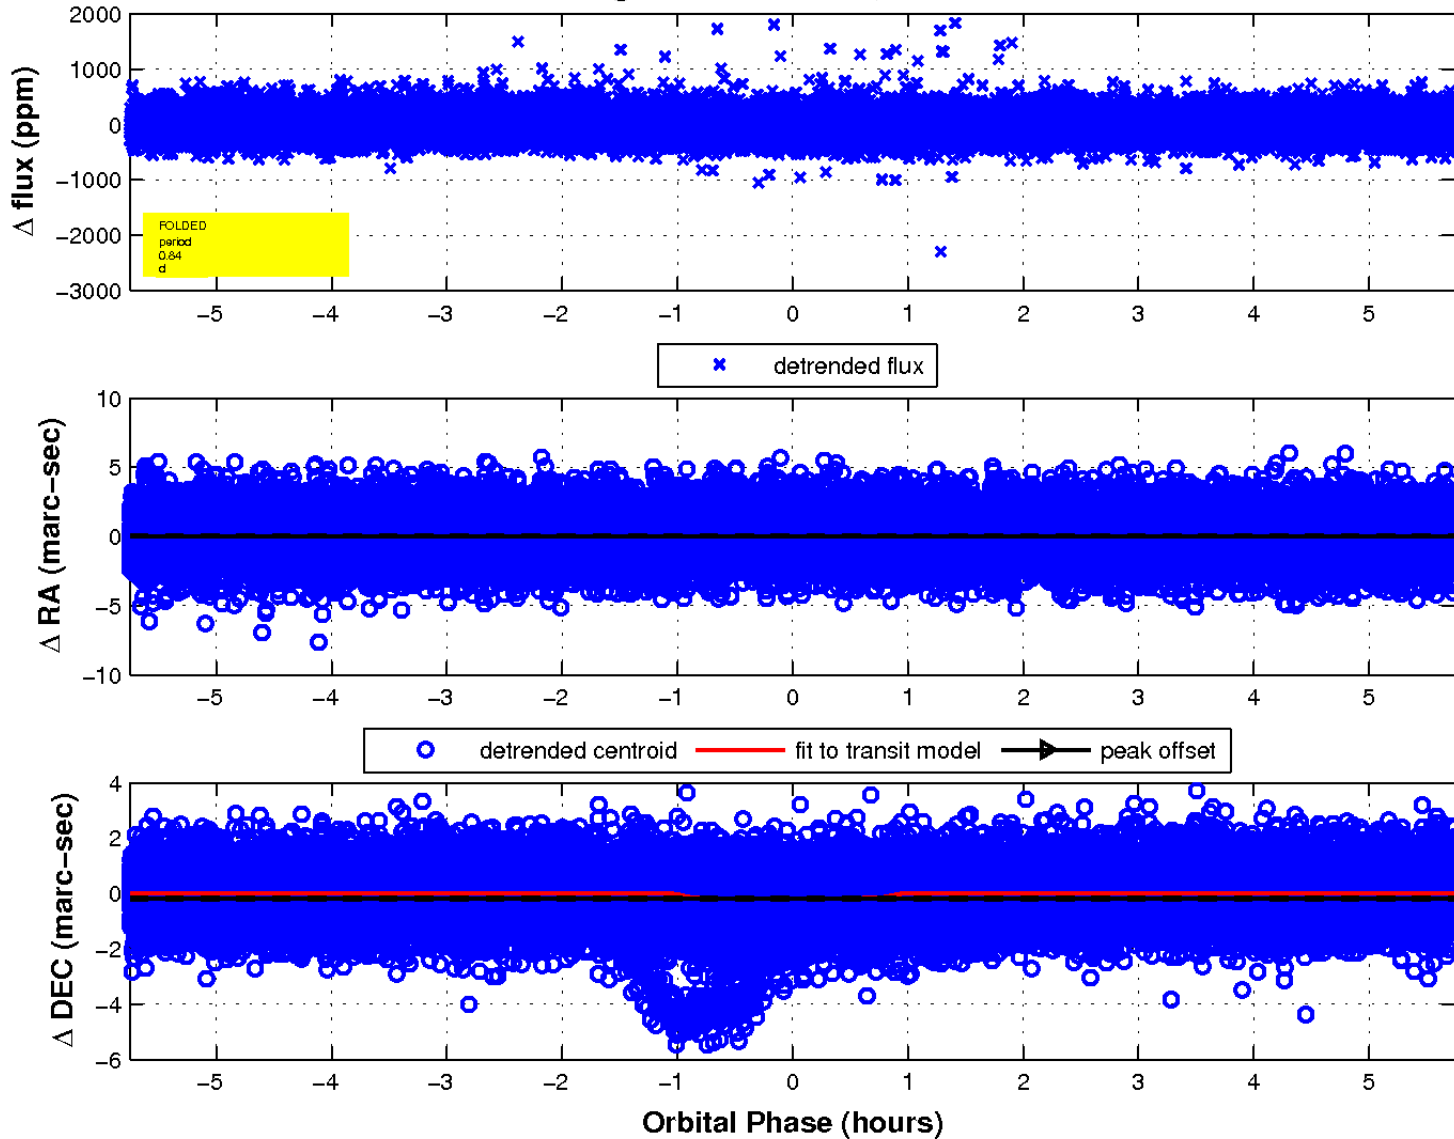 2000
1000
0
−1000
−2000
−3000
Δ flux (ppm)
FOLDED
period
0.84
d
−5 −4 −3 −2 −1 0 1 2 3 4 5
detrended flux
10
5
0
−5
−10
Δ RA (marc−sec)
−5 −4 −3 −2 −1 0 1 2 3 4 5
detrended centroid fit to transit model peak offset
4
2
0
−2
−4
−6
Δ DEC (marc−sec)
−5 −4 −3 −2 −1 0 1 2 3 4 5
Orbital Phase (hours)